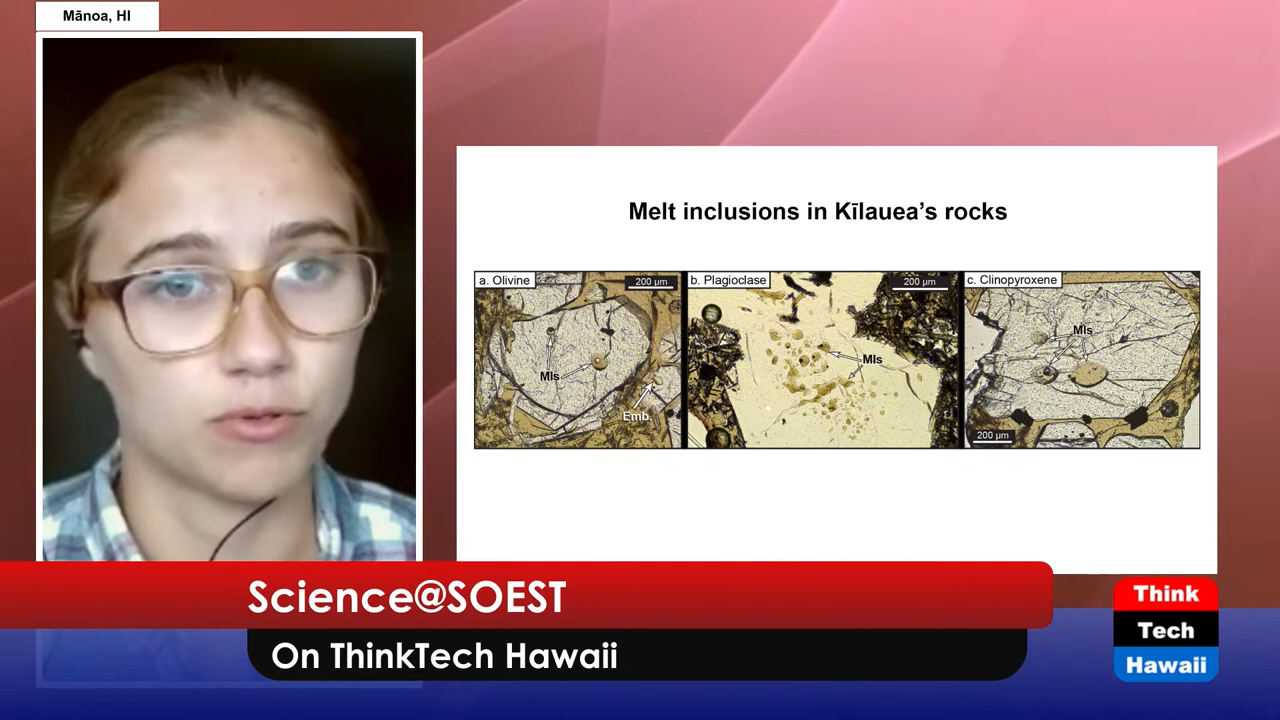 Mānoa, HI
Melt inclusions in Kīlauea's rocks
a. Olivine
200 µm
MIs
Emb.
b. Plagioclase
200 µm
MIs
c. Clinopyroxene
MIs
200 µm
Science@SOEST
On ThinkTech Hawaii
Think
Tech
Hawaii